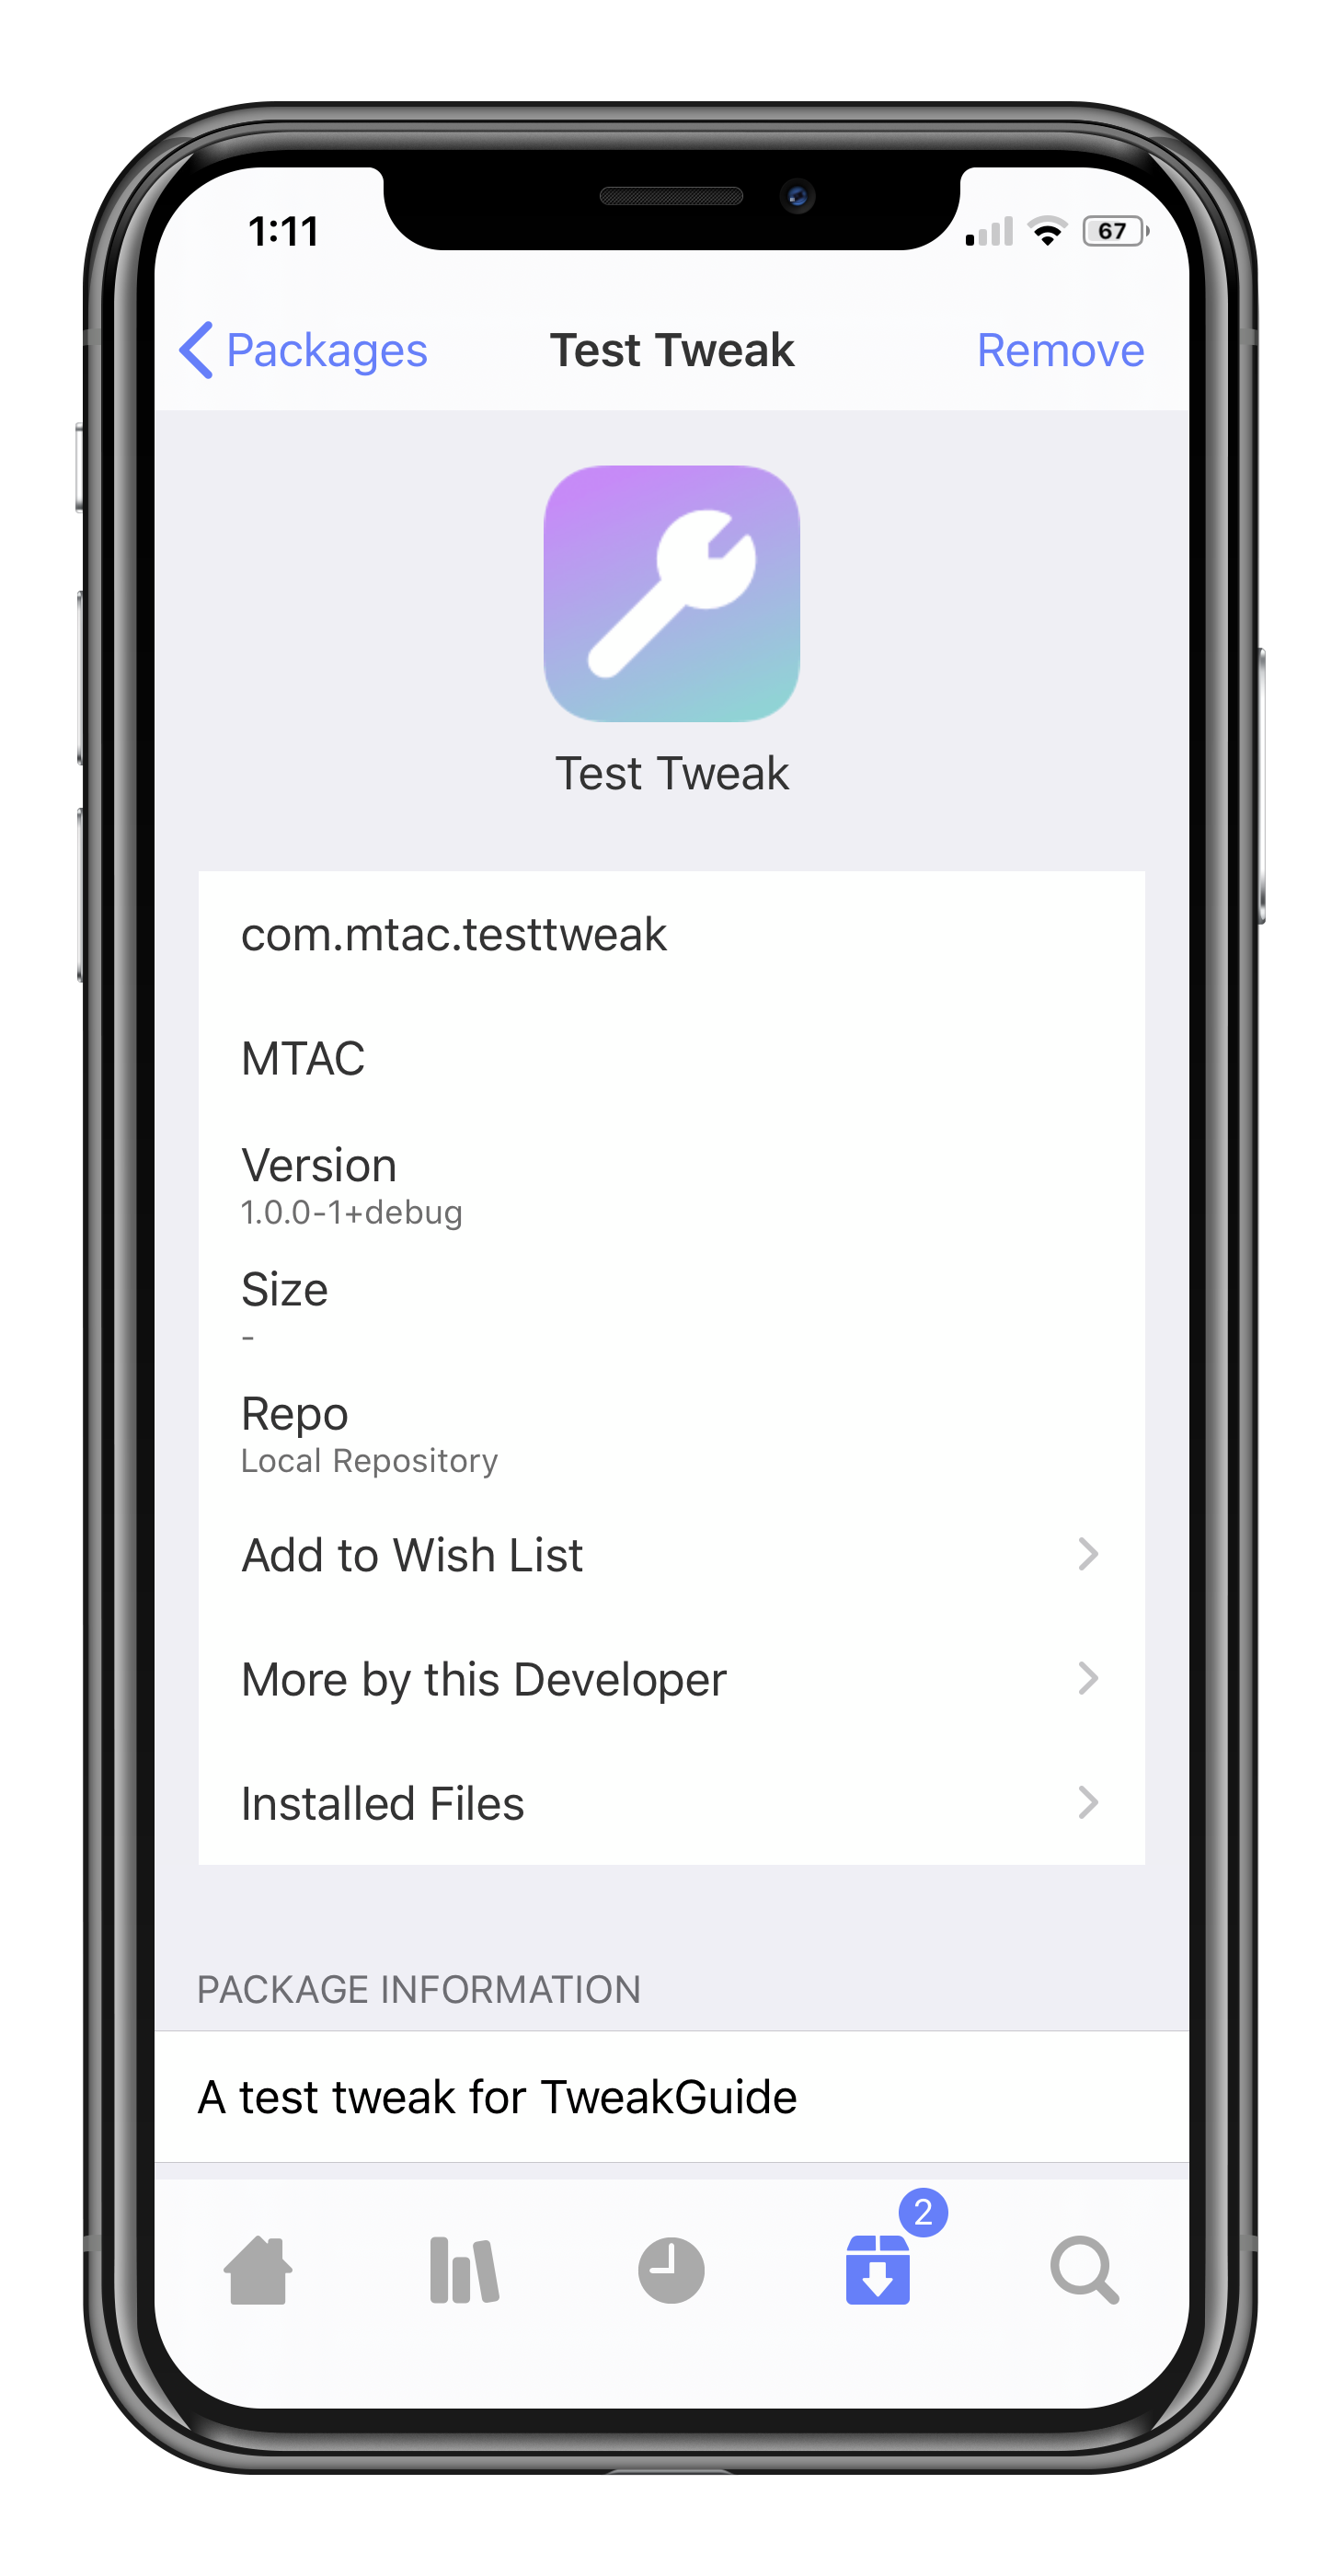 1:11
67
Packages
Test Tweak
Remove
Test Tweak
com.mtac.testtweak
MTAC
Version
1.0.0-1+debug
Size
-
Repo
Local Repository
Add to Wish List
More by this Developer
Installed Files
PACKAGE INFORMATION
A test tweak for TweakGuide
2